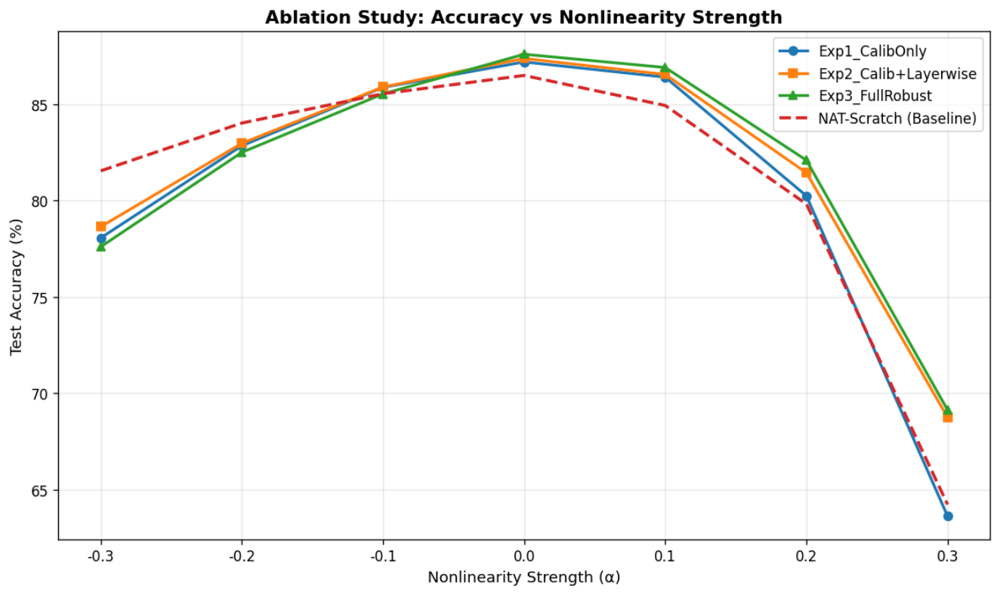 Ablation Study: Accuracy vs Nonlinearity Strength
Exp1_CalibOnly
Exp2_Calib+Layerwise
Exp3_FullRobust
NAT-Scratch (Baseline)
Test Accuracy (%)
85
80
75
70
65
-0.3 -0.2 -0.1 0.0 0.1 0.2 0.3
Nonlinearity Strength (α)